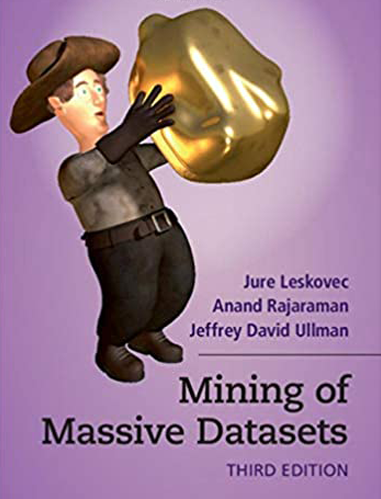 Jure Leskovec
Anand Rajaraman
Jeffrey David Ullman
Mining of
Massive Datasets
THIRD EDITION